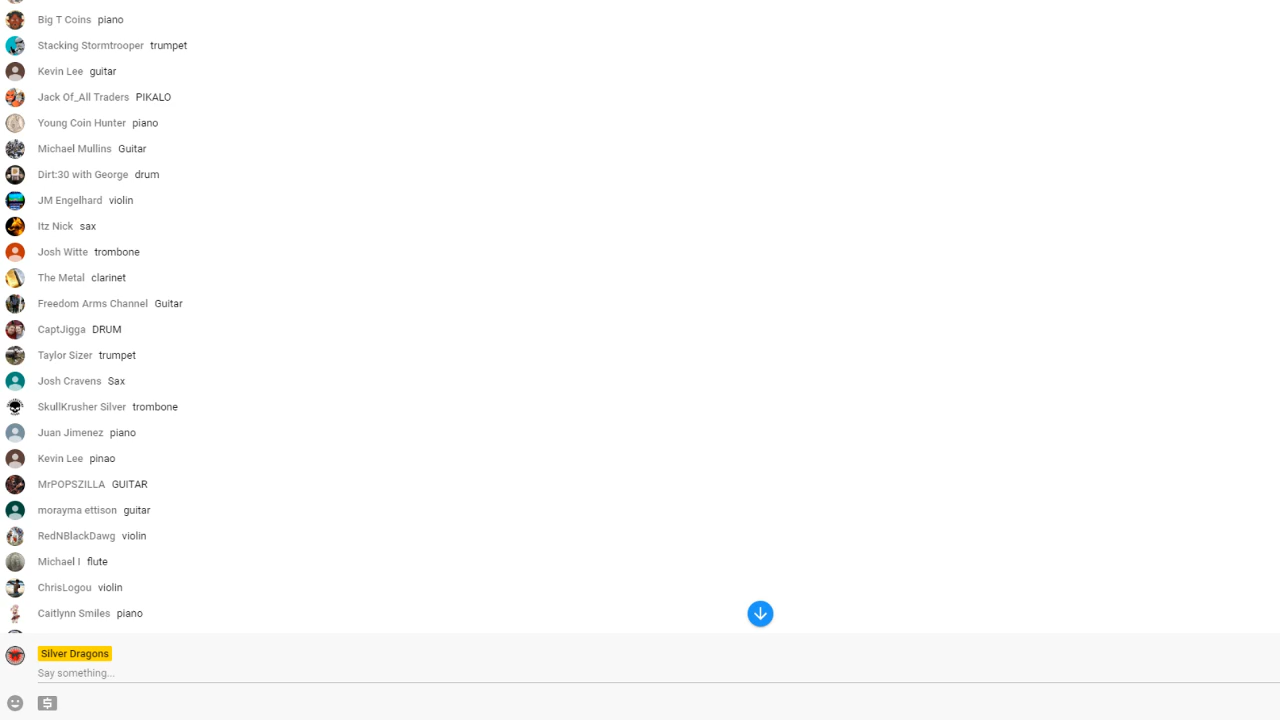 Big T Coins piano
Stacking Stormtrooper trumpet
Kevin Lee guitar
Jack Of_All Traders PIKALO
Young Coin Hunter piano
Michael Mullins Guitar
Dirt:30 with George drum
JM Engelhard violin
Itz Nick sax
Josh Witte trombone
The Metal clarinet
Freedom Arms Channel Guitar
CaptJigga DRUM
Taylor Sizer trumpet
Josh Cravens Sax
SkullKrusher Silver trombone
Juan Jimenez piano
Kevin Lee pinao
MrPOPSZILLA GUITAR
morayma ettison guitar
RedNBlackDawg violin
Michael I flute
ChrisLogou violin
Caitlynn Smiles piano
Silver Dragons
Say something...